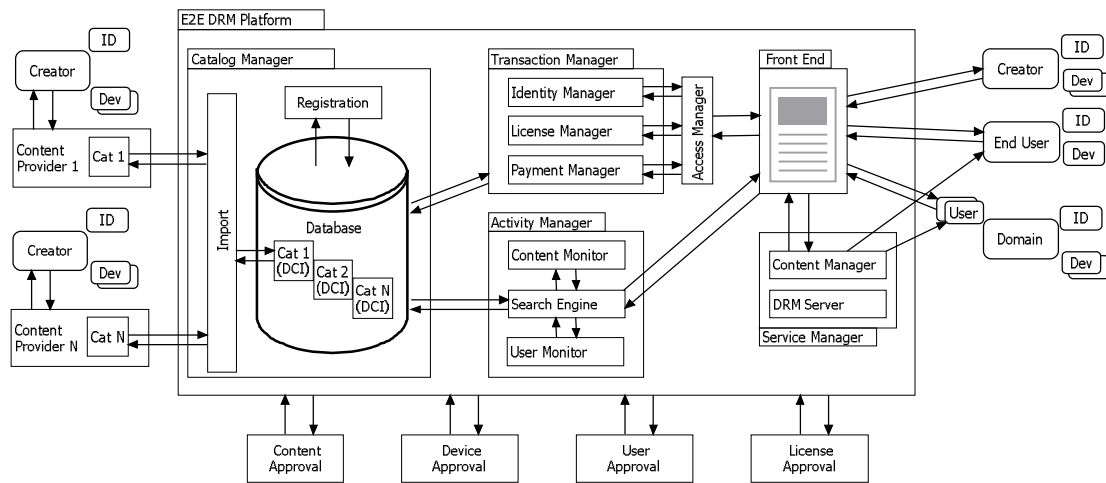 E2E DRM Platform
ID
Creator
Dev
Content
Provider 1
Cat 1
ID
Creator
Dev
Content
Provider N
Cat N
Catalog Manager
Import
Registration
Database
Cat 1
(DCI)
Cat 2
(DCI)
Cat N
(DCI)
Transaction Manager
Identity Manager
License Manager
Payment Manager
Access Manager
Activity Manager
Content Monitor
Search Engine
User Monitor
Front End
Content Manager
DRM Server
Service Manager
ID
Creator
Dev
ID
End User
Dev
User
ID
Domain
Dev
Content
Approval
Device
Approval
User
Approval
License
Approval